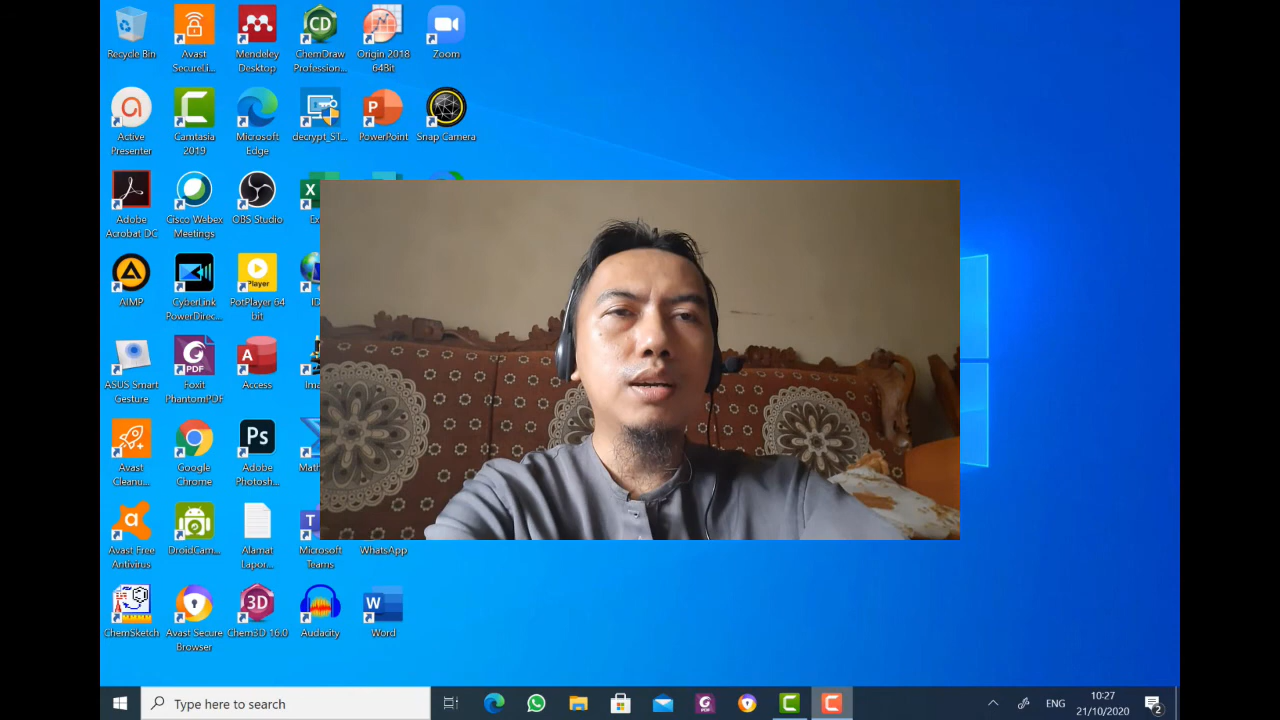 Recycle Bin
Avast
SecureLi...
Mendeley
Desktop
ChemDraw
Profession...
Origin 2018
64Bit
Zoom
Active
Presenter
Camtasia
2019
Microsoft
Edge
decrypt_ST...
PowerPoint
Snap Camera
Adobe
Acrobat DC
Cisco Webex
Meetings
OBS Studio
AIMP
CyberLink
PowerDirec...
PotPlayer 64
bit
ASUS Smart
Gesture
Foxit
PhantomPDF
Access
Avast
Cleanu...
Google
Chrome
Adobe
Photosh...
Avast Free
Antivirus
DroidCam...
Alamat
Lapor...
Microsoft
Teams
WhatsApp
ChemSketch
Avast Secure
Browser
Chem3D 16.0
Audacity
Word
Type here to search
ENG
10:27
21/10/2020
2